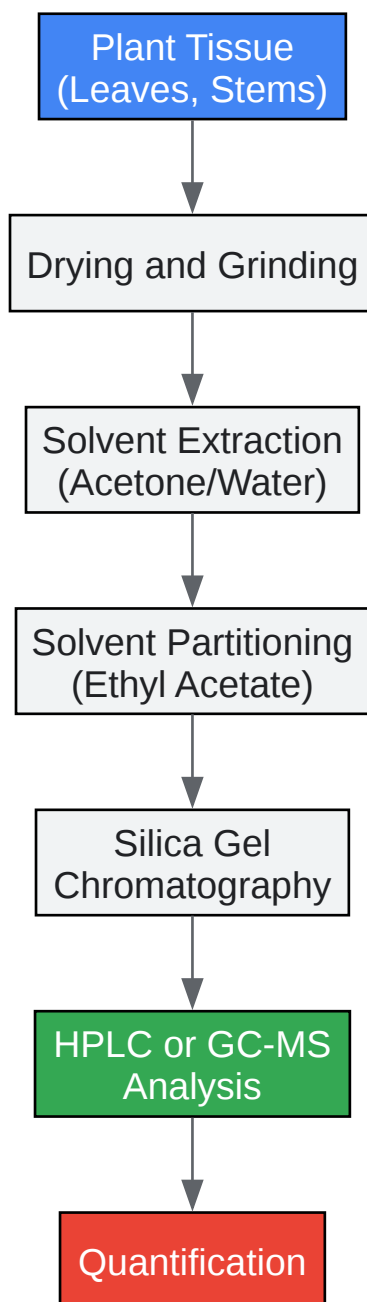 Plant Tissue
(Leaves, Stems)
Drying and Grinding
Solvent Extraction
(Acetone/Water)
Solvent Partitioning
(Ethyl Acetate)
Silica Gel
Chromatography
HPLC or GC-MS
Analysis
Quantification